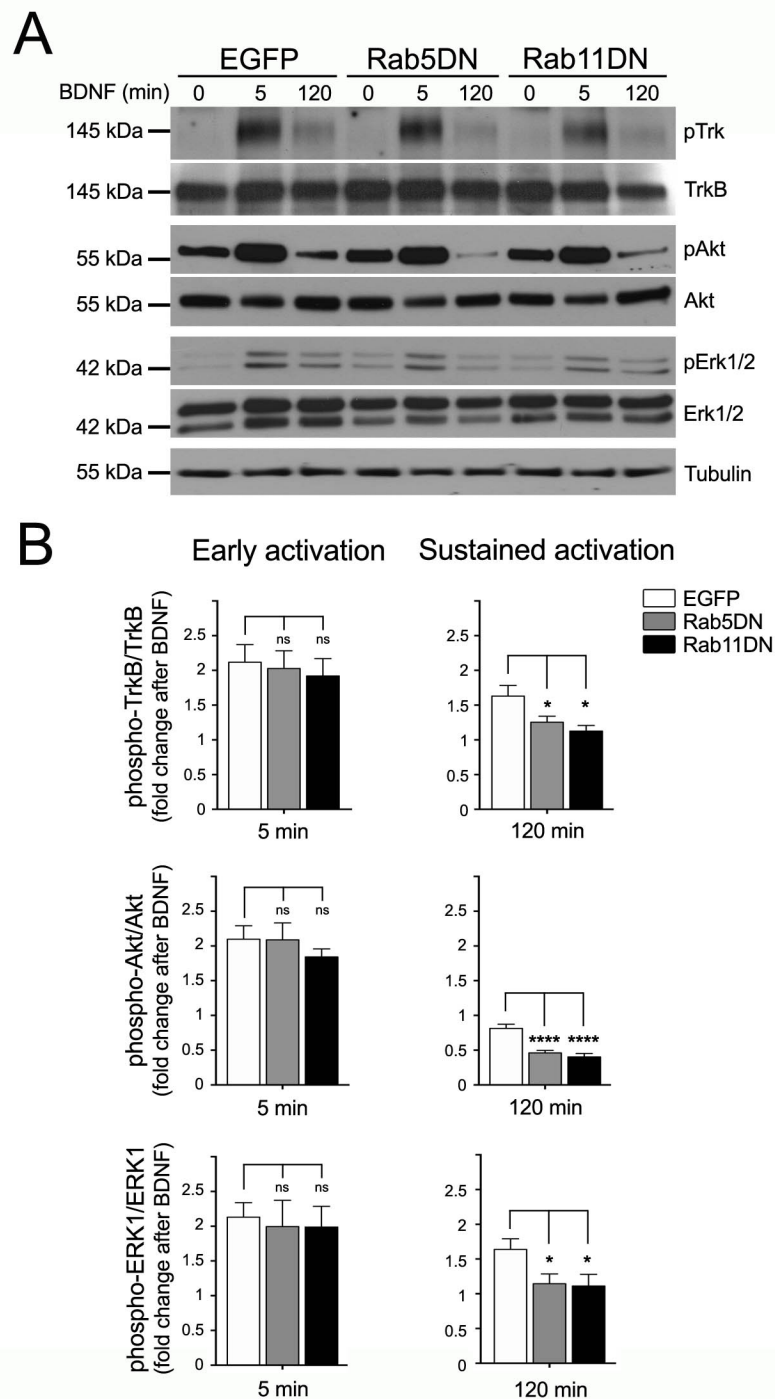 A
EGFP Rab5DN Rab11DN
BDNF (min) 0 5 120 0 5 120 0 5 120
145 kDa pTrk
145 kDa TrkB
55 kDa pAkt
55 kDa Akt
42 kDa pErk1/2
42 kDa Erk1/2
55 kDa Tubulin
B
Early activation Sustained activation
EGFP
Rab5DN
Rab11DN
phospho-TrkB/TrkB
(fold change after BDNF)
2.5
2
1.5
1
0.5
0
ns ns
5 min
2.5
2
1.5
1
0.5
0
* *
120 min
phospho-Akt/Akt
(fold change after BDNF)
2.5
2
1.5
1
0.5
0
ns ns
5 min
2.5
2
1.5
1
0.5
0
**** ****
120 min
phospho-ERK1/ERK1
(fold change after BDNF)
2.5
2
1.5
1
0.5
0
ns ns
5 min
2.5
2
1.5
1
0.5
0
* *
120 min